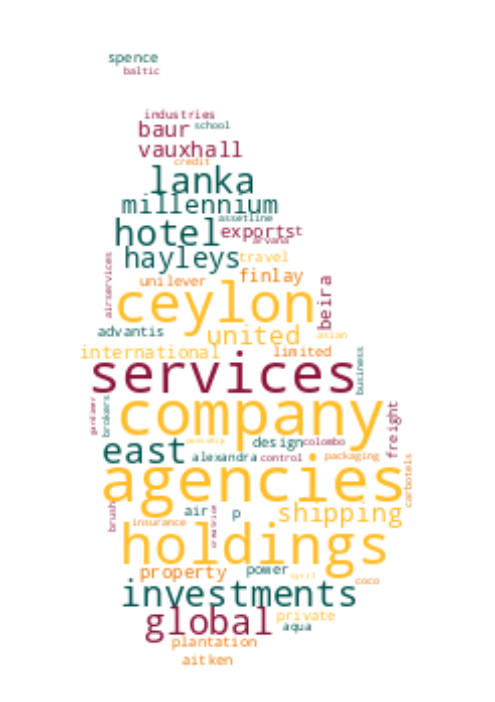 spence
baltic
industries
baur school
vauxhall
credit
lanka
millennium
assetline
hotel exports t
arvana
hayleys travel
airservices
unilever finlay
ceylon beira
advantis united asian
international limited
services business
company
gardiner brokers freight
east design colombo
alexandra control packaging
agencies carbotels
brush air p shipping
insurance
holdings
property power
coco
investments
global private
aqua
plantation
aitken